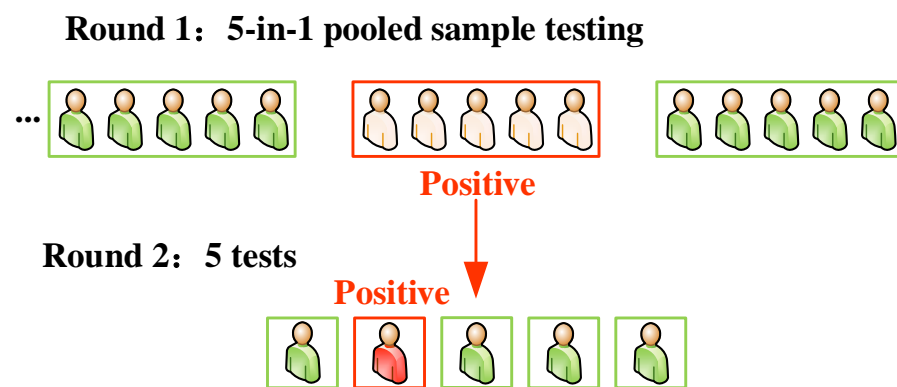 Round 1：5-in-1 pooled sample testing
...
Positive
Round 2：5 tests
Positive